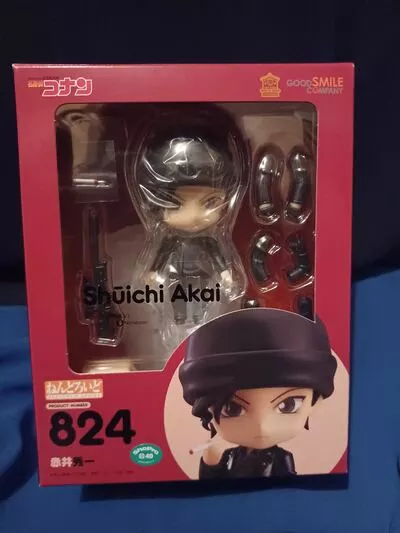 名探偵
コナン
GOOD SMILE
COMPANY
Shūichi Akai
ねんどろいど
PRODUCT NUMBER
824
ShoPro
赤井秀一